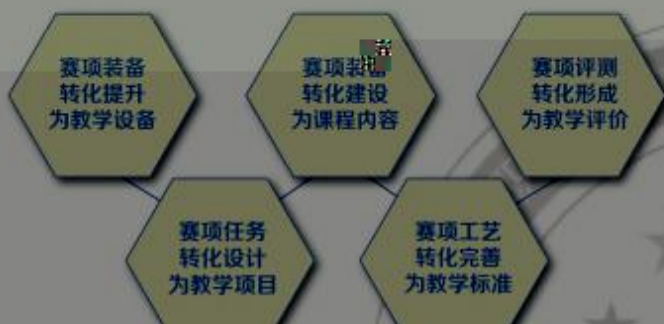 赛项装备
转化提升
为教学设备
赛项装
转化建设
为课程内容
赛项评测
转化形成
为教学评价
赛项任务
转化设计
为教学项目
赛项工艺
转化完善
为教学标准